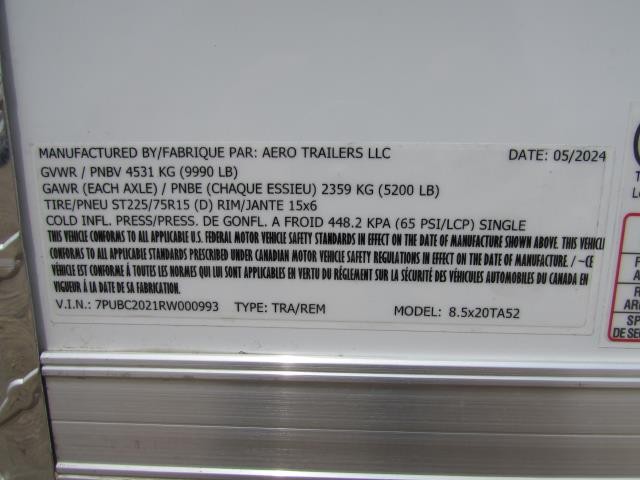 MANUFACTURED BY/FABRIQUE PAR: AERO TRAILERS LLC DATE: 05/2024
GVWR / PNBV 4531 KG (9990 LB)
GAWR (EACH AXLE) / PNBE (CHAQUE ESSIEU) 2359 KG (5200 LB)
TIRE/PNEU ST225/75R15 (D) RIM/JANTE 15x6
COLD INFL. PRESS/PRESS. DE GONFL. A FROID 448.2 KPA (65 PSI/LCP) SINGLE
THIS VEHICLE CONFORMS TO ALL APPLICABLE U.S. FEDERAL MOTOR VEHICLE SAFETY STANDARDS IN EFFECT ON THE DATE OF MANUFACTURE SHOWN ABOVE. THIS VEHICLE
CONFORMS TO ALL APPLICABLE STANDARDS PRESCRIBED UNDER CANADIAN MOTOR VEHICLE SAFETY REGULATIONS IN EFFECT ON THE DATE OF MANUFACTURE. / ~CE
VÉHICULE EST CONFORME À TOUTES LES NORMES QUI LUI SONT APPLICABLES EN VERTU DU RÈGLEMENT SUR LA SÉCURITÉ DES VÉHICULES AUTOMOBILES DU CANADA EN
VIGUEUR À LA DATE DE SA FABRICATION.
V.I.N.: 7PUBC2021RW000993 TYPE: TRA/REM MODEL: 8.5x20TA52
SP
DE SEC